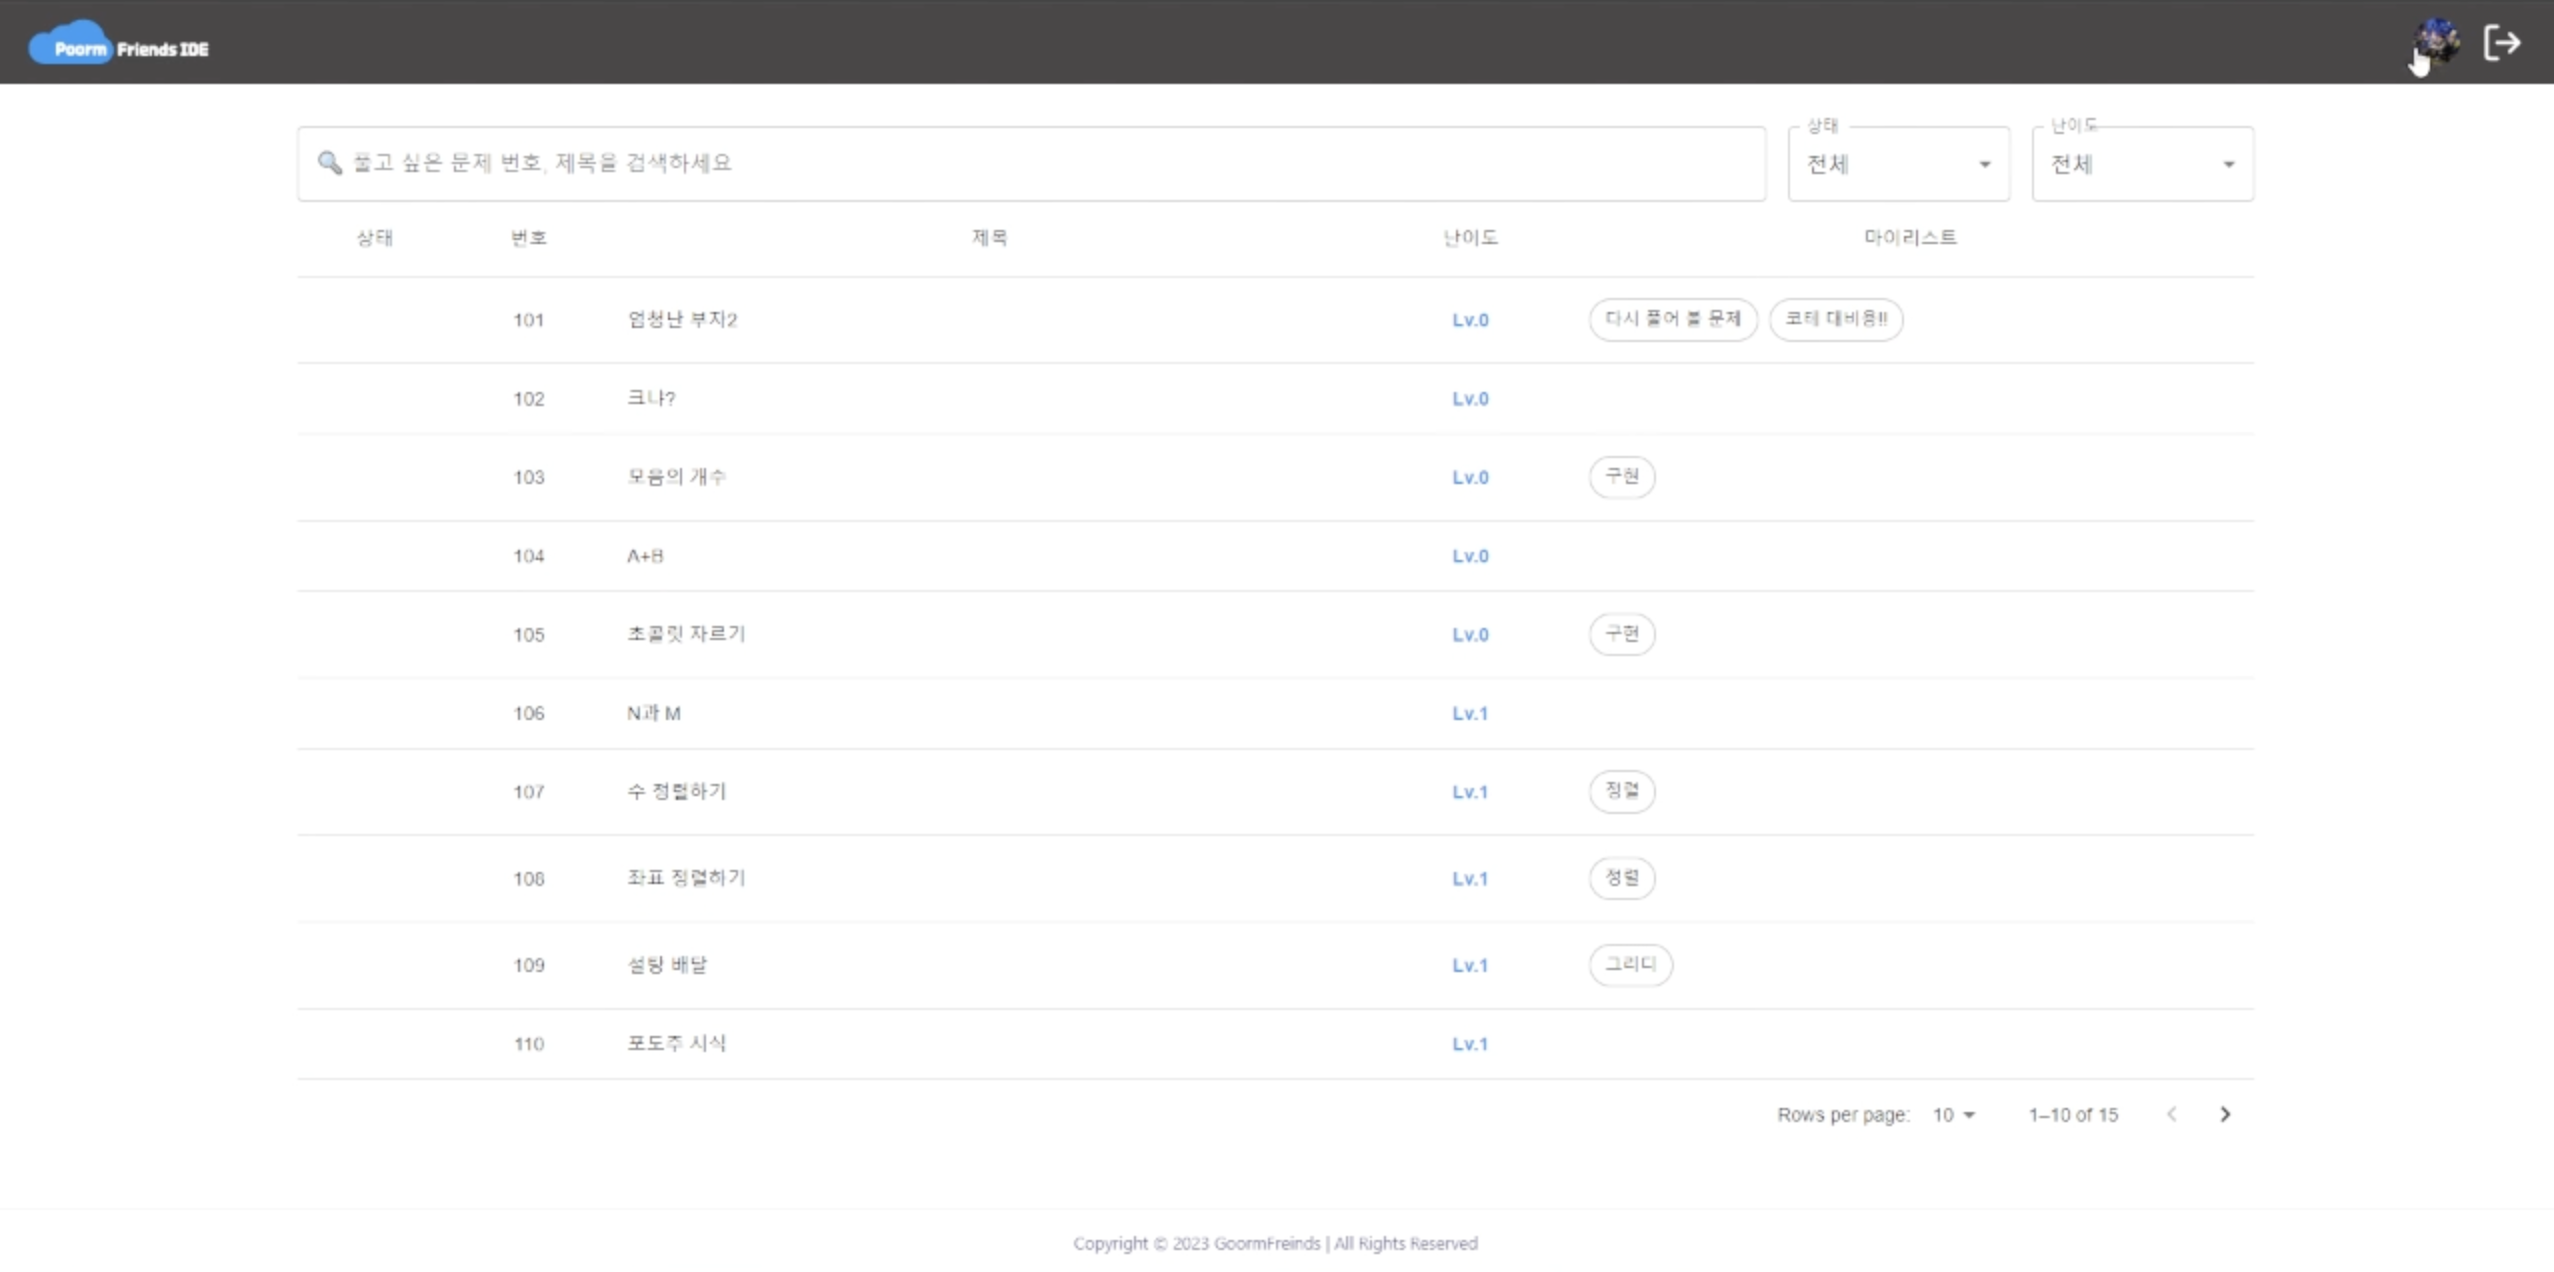 Poorm Friends IDE
풀고 싶은 문제 번호, 제목을 검색하세요
상태
전체
난이도
전체
상태 번호 제목 난이도 마이리스트
101 엄청난 부자2 Lv.0 다시 풀어 볼 문제 코테 대비용!!
102 크냐? Lv.0
103 모음의 개수 Lv.0 구현
104 A+B Lv.0
105 초콜릿 자르기 Lv.0 구현
106 N과 M Lv.1
107 수 정렬하기 Lv.1 정렬
108 좌표 정렬하기 Lv.1 정렬
109 설탕 배달 Lv.1 그리디
110 포도주 시식 Lv.1
Rows per page: 10 1–10 of 15
Copyright © 2023 GoormFreinds | All Rights Reserved